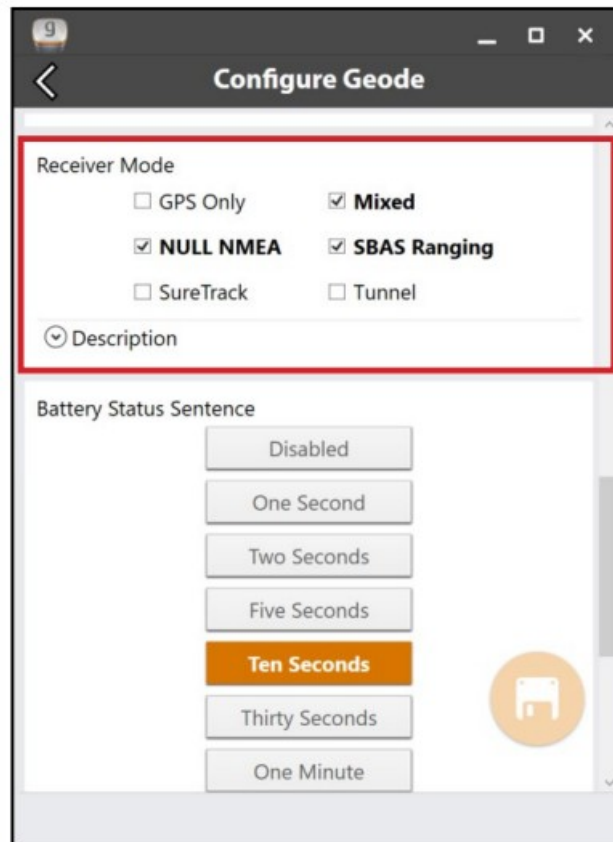 g
Configure Geode
Receiver Mode
GPS Only Mixed
NULL NMEA SBAS Ranging
SureTrack Tunnel
Description
Battery Status Sentence
Disabled
One Second
Two Seconds
Five Seconds
Ten Seconds
Thirty Seconds
One Minute